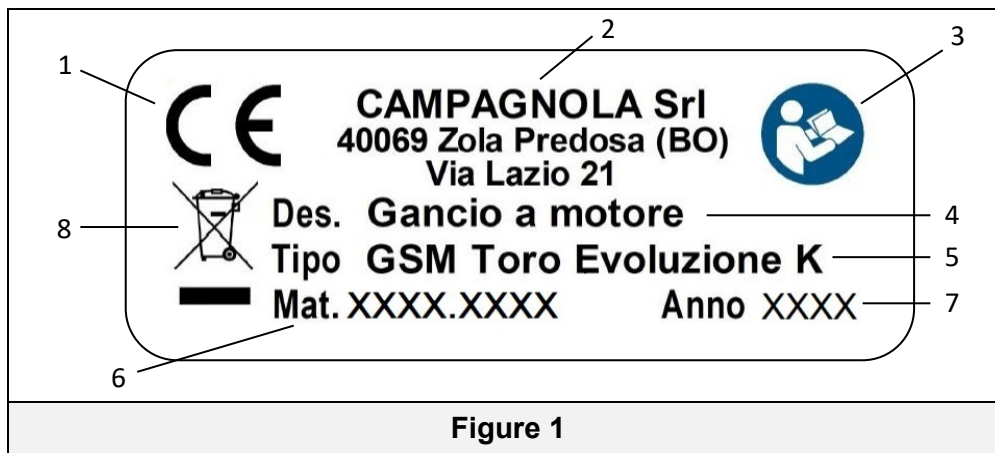 2
3
1
CE
CAMPAGNOLA Srl
40069 Zola Predosa (BO)
Via Lazio 21
8
Des. Gancio a motore
4
Tipo GSM Toro Evoluzione K
5
Mat. XXXX.XXXX Anno XXXX
7
6
Figure 1